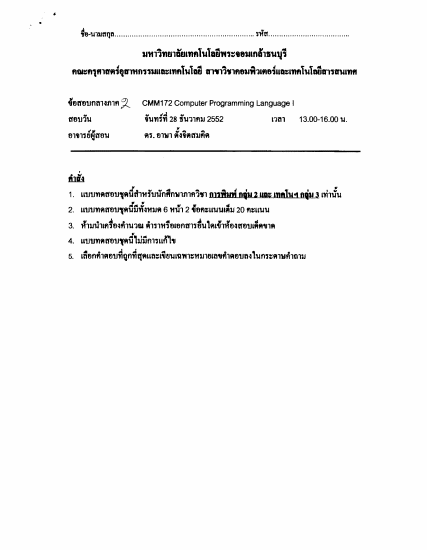 ชื่อ-นามสกุล.................................................................. รหัส.......................................
มหาวิทยาลัยเทคโนโลยีพระจอมเกล้าธนบุรี
คณะครุศาสตร์อุตสาหกรรมและเทคโนโลยี สาขาวิชาคอมพิวเตอร์และเทคโนโลยีสารสนเทศ
ข้อสอบกลางภาค 2 CMM172 Computer Programming Language I
สอบวัน จันทร์ที่ 28 ธันวาคม 2552 เวลา 13.00-16.00 น.
อาจารย์ผู้สอน ดร. อาษา ตั้งจิตสมคิด
คำสั่ง
1. แบบทดสอบชุดนี้สำหรับนักศึกษาภาควิชา การพิมพ์ กลุ่ม 2 และ เทคโนฯ กลุ่ม 3 เท่านั้น
2. แบบทดสอบชุดนี้มีทั้งหมด 6 หน้า 2 ข้อคะแนนเต็ม 20 คะแนน
3. ห้ามนำเครื่องคำนวณ ตำราหรือเอกสารอื่นใดเข้าห้องสอบเด็ดขาด
4. แบบทดสอบชุดนี้ไม่มีการแก้ไข
5. เลือกคำตอบที่ถูกที่สุดและเขียนเฉพาะหมายเลขคำตอบลงในกระดาษคำถาม